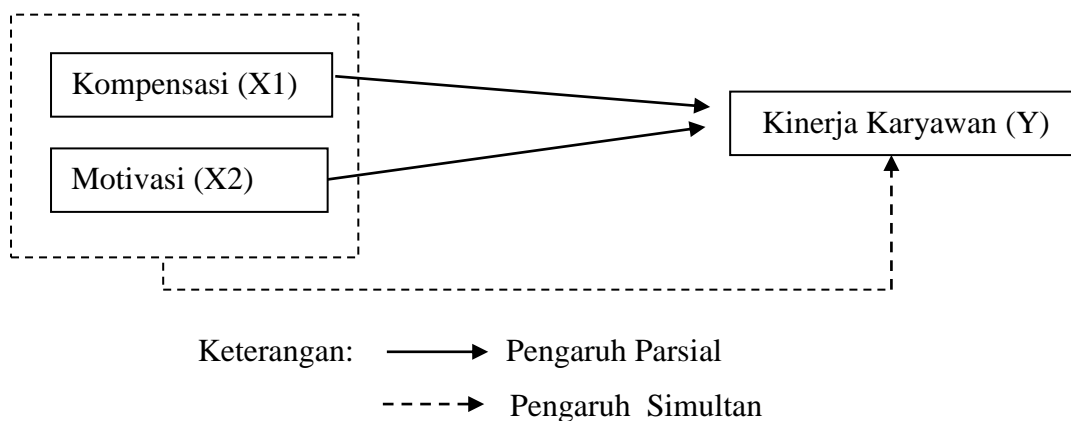 Kompensasi (X1)
Kinerja Karyawan (Y)
Motivasi (X2)
Keterangan:
Pengaruh Parsial
Pengaruh Simultan